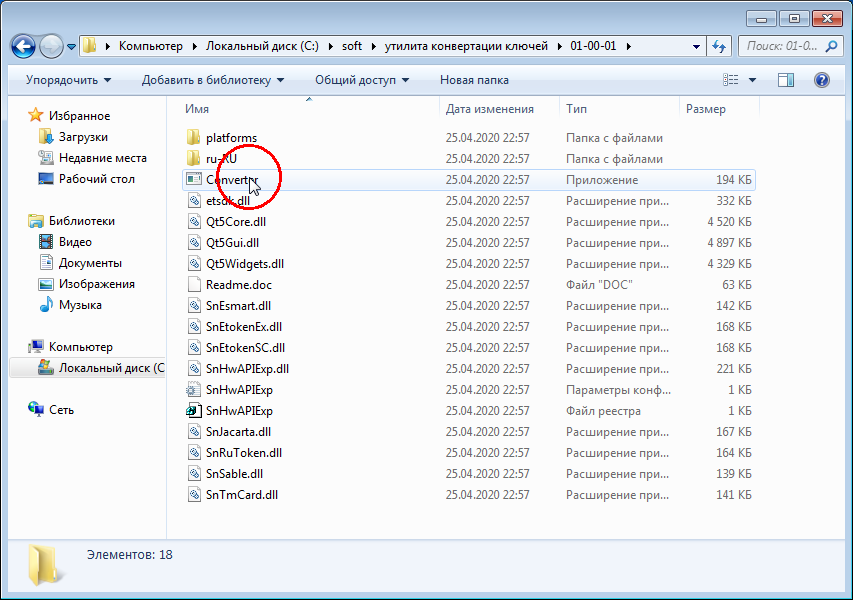 Компьютер Локальный диск (C:) soft утилита конвертации ключей 01-00-01 Поиск: 01-0...
Упорядочить Добавить в библиотеку Общий доступ Новая папка
Избранное
Загрузки
Недавние места
Рабочий стол
Библиотеки
Видео
Документы
Изображения
Музыка
Компьютер
Локальный диск (C
Сеть
Имя Дата изменения Тип Размер
platforms 25.04.2020 22:57 Папка с файлами
ru-RU 25.04.2020 22:57 Папка с файлами
Converter 25.04.2020 22:57 Приложение 194 КБ
etsdk.dll 25.04.2020 22:57 Расширение при... 332 КБ
Qt5Core.dll 25.04.2020 22:57 Расширение при... 4 520 КБ
Qt5Gui.dll 25.04.2020 22:57 Расширение при... 4 897 КБ
Qt5Widgets.dll 25.04.2020 22:57 Расширение при... 4 329 КБ
Readme.doc 25.04.2020 22:57 Файл "DOC" 63 КБ
SnEsmart.dll 25.04.2020 22:57 Расширение при... 142 КБ
SnEtokenEx.dll 25.04.2020 22:57 Расширение при... 168 КБ
SnEtokenSC.dll 25.04.2020 22:57 Расширение при... 168 КБ
SnHwAPIExp.dll 25.04.2020 22:57 Расширение при... 221 КБ
SnHwAPIExp 25.04.2020 22:57 Параметры конф... 1 КБ
SnHwAPIExp 25.04.2020 22:57 Файл реестра 1 КБ
SnJacarta.dll 25.04.2020 22:57 Расширение при... 167 КБ
SnRuToken.dll 25.04.2020 22:57 Расширение при... 164 КБ
SnSable.dll 25.04.2020 22:57 Расширение при... 139 КБ
SnTmCard.dll 25.04.2020 22:57 Расширение при... 141 КБ
Элементов: 18